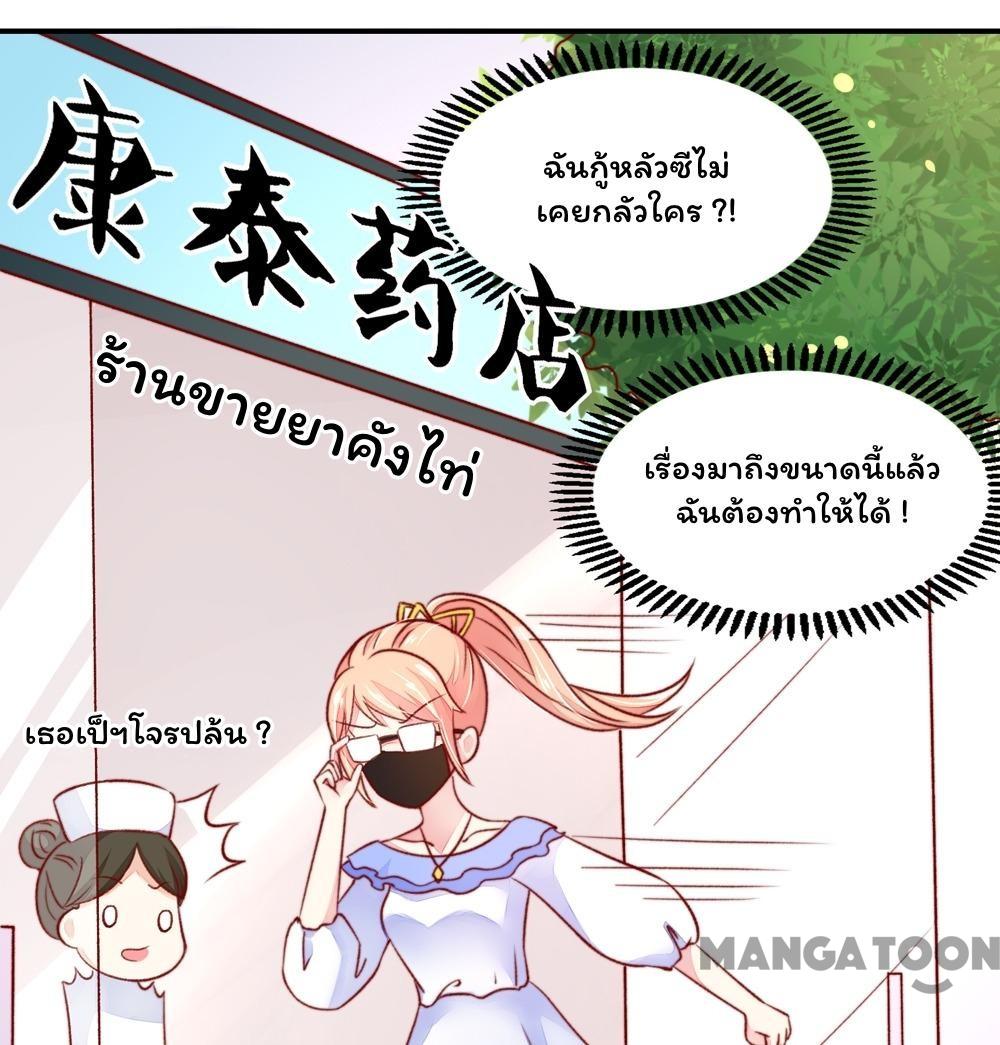 康泰药店
ฉันกู้หลัวซีไม่
เคยกลัวใคร ?!
ร้านขายยาคังไท่
เรื่องมาถึงขนาดนี้แล้ว
ฉันต้องทำให้ได้ !
เธอเป็ฯโจรปล้น ?
MANGATOON